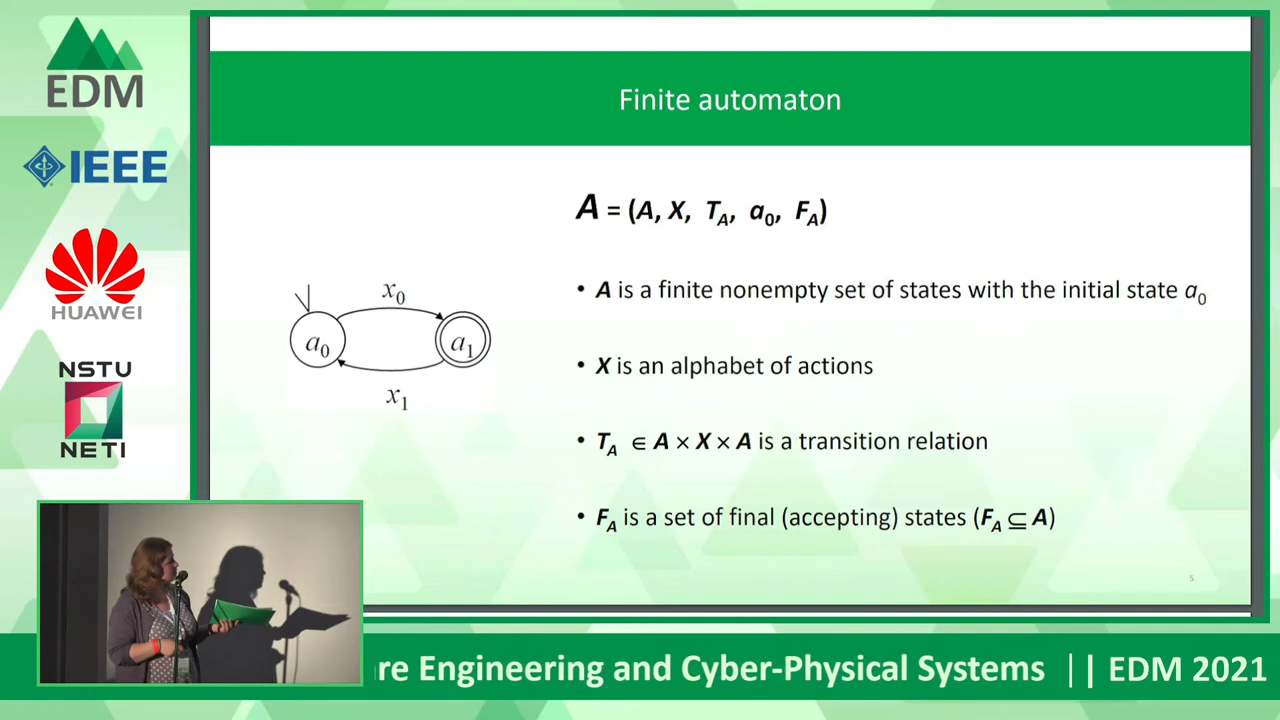 EDM
IEEE
HUAWEI
NSTU
NETI
Finite automaton
A = (A, X, T_A, a_0, F_A)
x_0
a_0
a_1
x_1
• A is a finite nonempty set of states with the initial state a_0
• X is an alphabet of actions
• T_A ∈ A × X × A is a transition relation
• F_A is a set of final (accepting) states (F_A ⊆ A)
5
re Engineering and Cyber-Physical Systems || EDM 2021